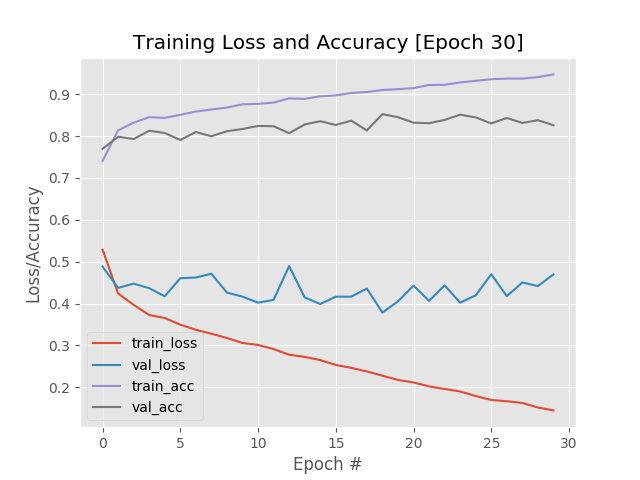 Training Loss and Accuracy [Epoch 30]
Loss/Accuracy
0.9
0.8
0.7
0.6
0.5
0.4
0.3
0.2
train_loss
val_loss
train_acc
val_acc
0 5 10 15 20 25 30
Epoch #